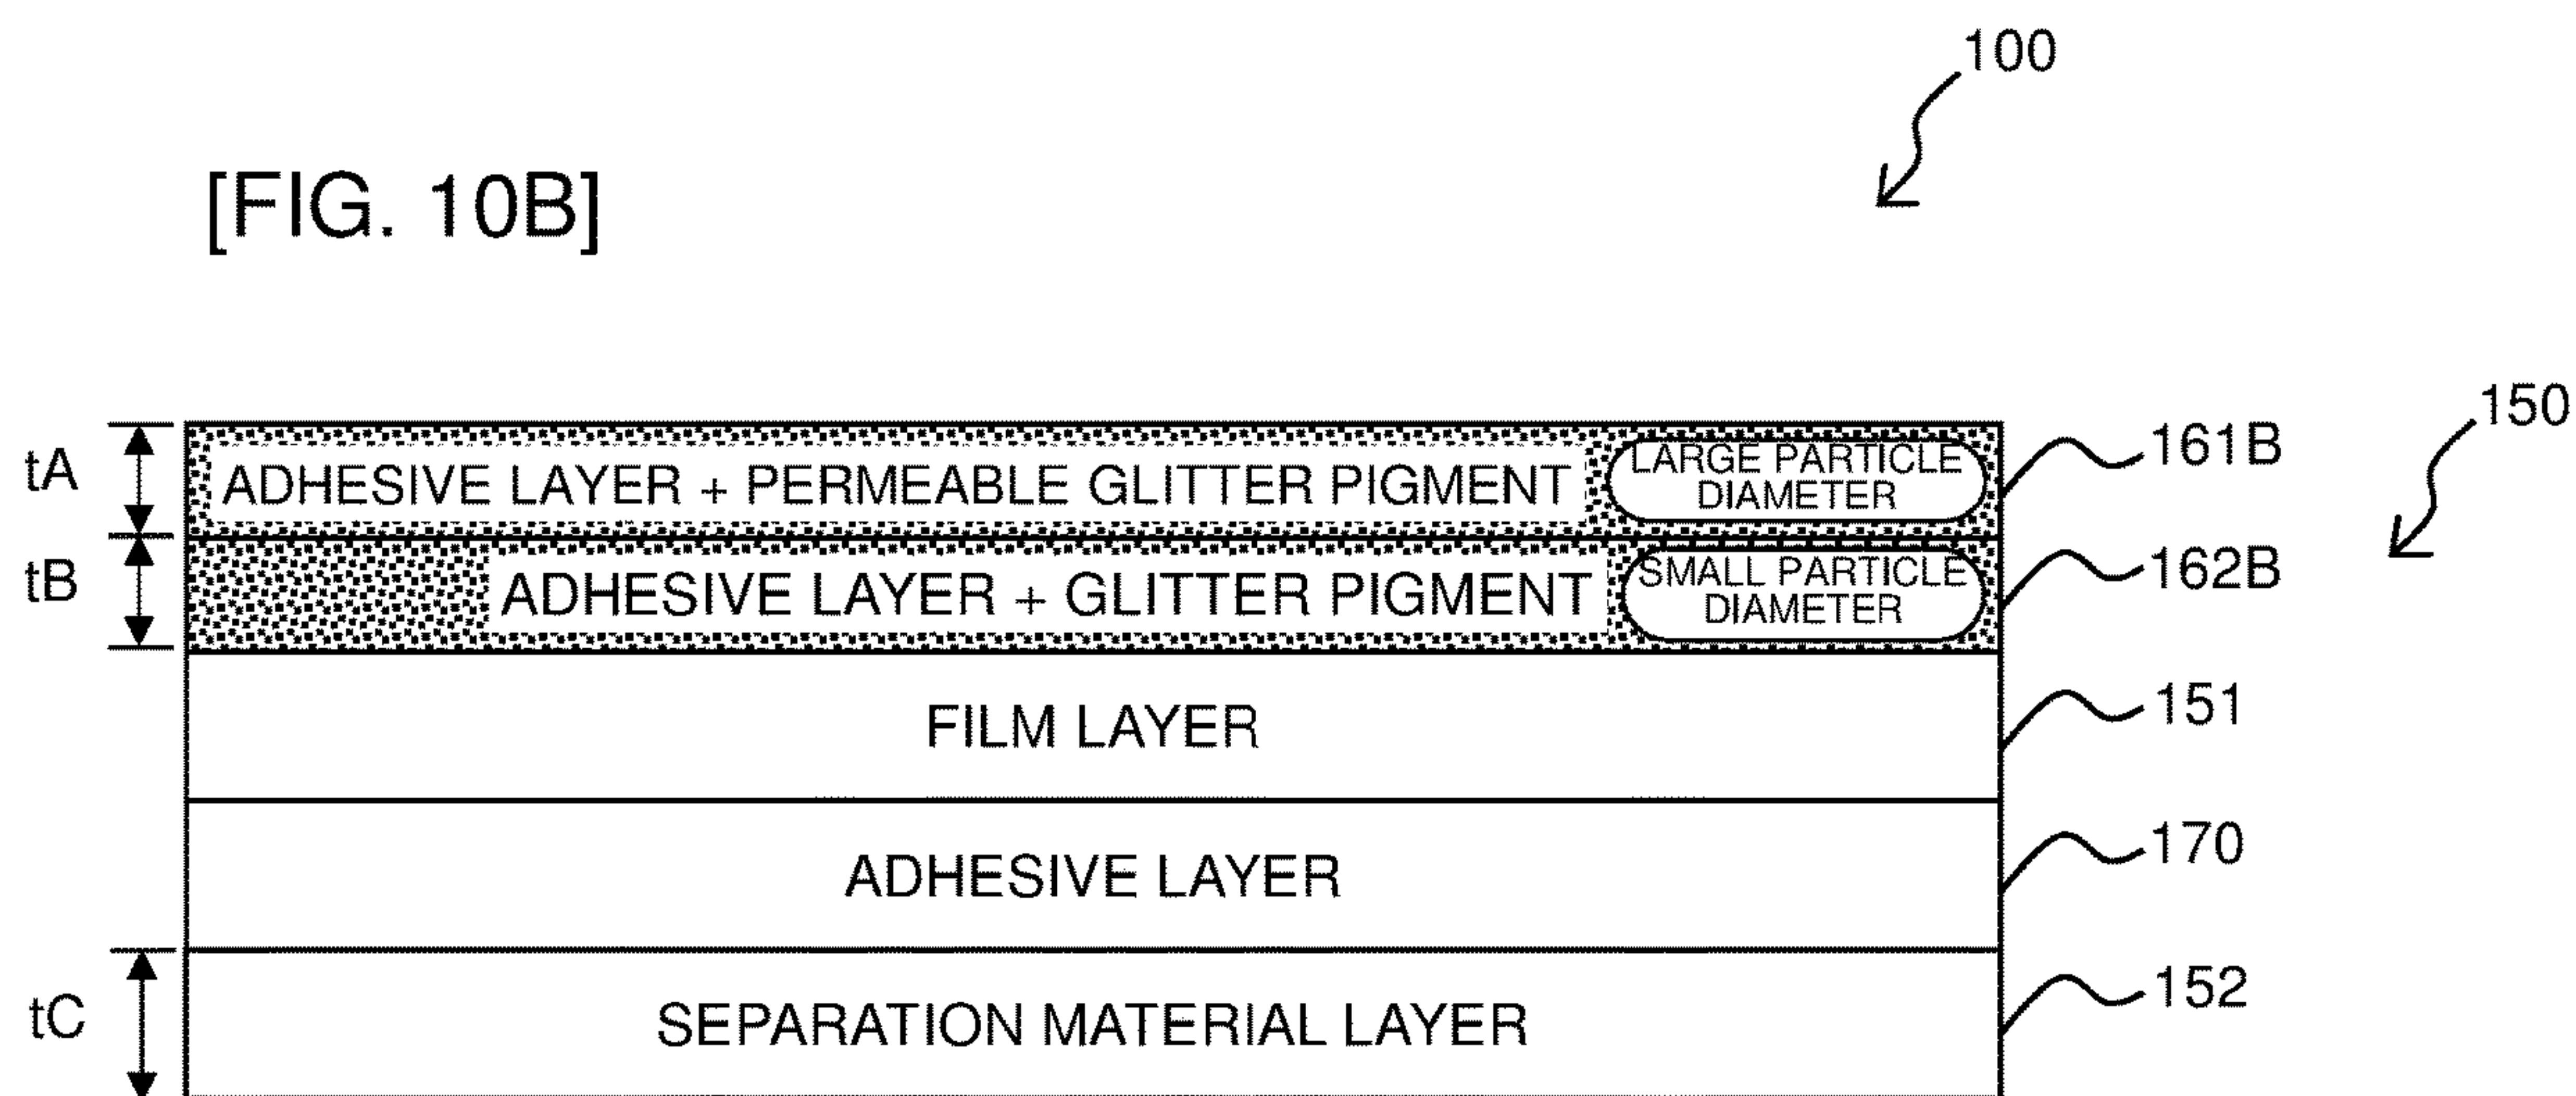 100
[FIG. 10B]
150
tA
ADHESIVE LAYER + PERMEABLE GLITTER PIGMENT
LARGE PARTICLE
DIAMETER
161B
tB
ADHESIVE LAYER + GLITTER PIGMENT
SMALL PARTICLE
DIAMETER
162B
FILM LAYER
151
ADHESIVE LAYER
170
tC
SEPARATION MATERIAL LAYER
152